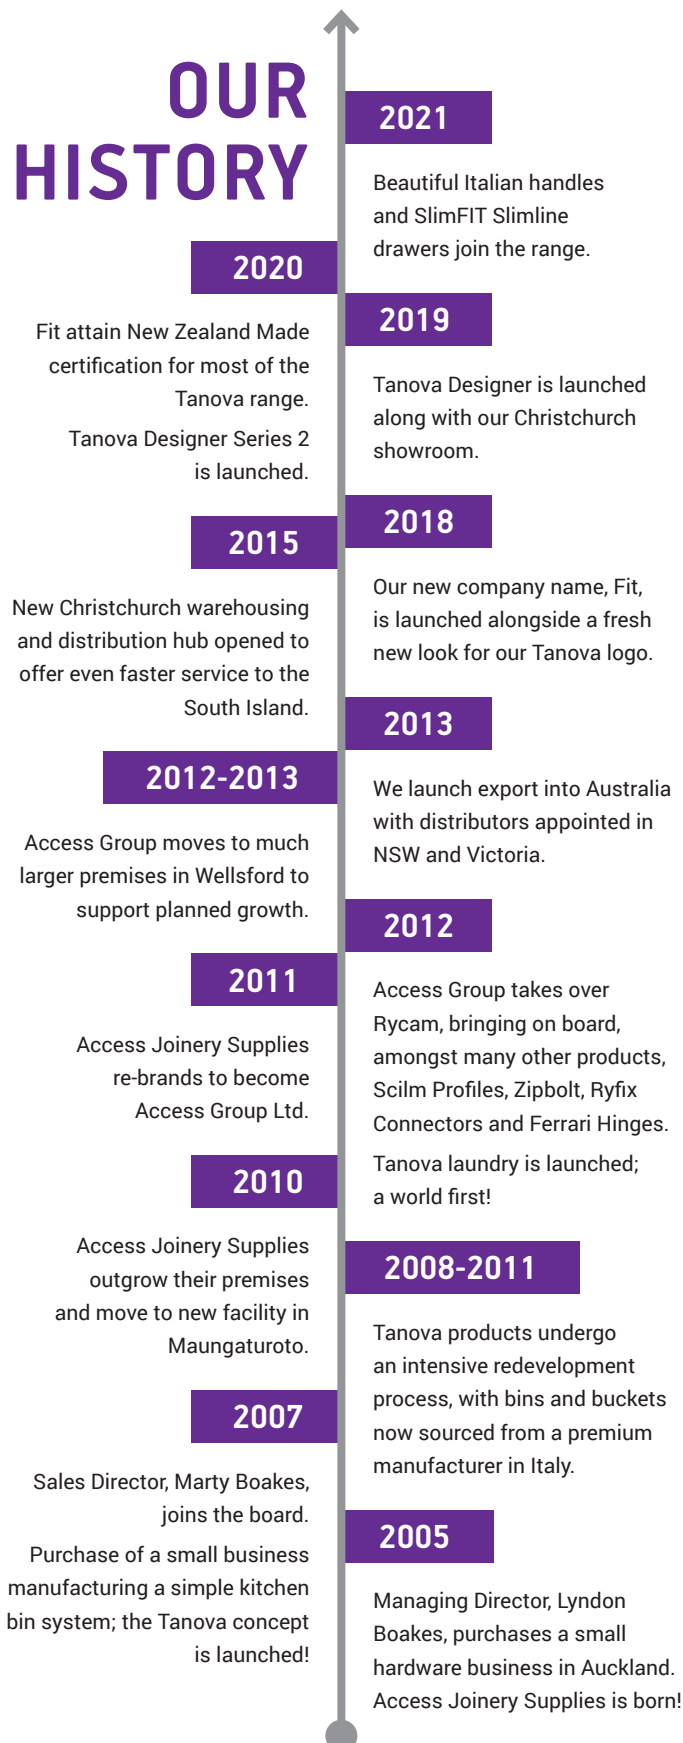 OUR
HISTORY
2021
Beautiful Italian handles
and SlimFIT Slimline
drawers join the range.
2020
Fit attain New Zealand Made
certification for most of the
Tanova range.
Tanova Designer Series 2
is launched.
2019
Tanova Designer is launched
along with our Christchurch
showroom.
2018
Our new company name, Fit,
is launched alongside a fresh
new look for our Tanova logo.
2015
New Christchurch warehousing
and distribution hub opened to
offer even faster service to the
South Island.
2013
We launch export into Australia
with distributors appointed in
NSW and Victoria.
2012-2013
Access Group moves to much
larger premises in Wellsford to
support planned growth.
2012
Access Group takes over
Rycam, bringing on board,
amongst many other products,
Scilm Profiles, Zipbolt, Ryfix
Connectors and Ferrari Hinges.
Tanova laundry is launched;
a world first!
2011
Access Joinery Supplies
re-brands to become
Access Group Ltd.
2010
Access Joinery Supplies
outgrow their premises
and move to new facility in
Maungaturoto.
2008-2011
Tanova products undergo
an intensive redevelopment
process, with bins and buckets
now sourced from a premium
manufacturer in Italy.
2007
Sales Director, Marty Boakes,
joins the board.
Purchase of a small business
manufacturing a simple kitchen
bin system; the Tanova concept
is launched!
2005
Managing Director, Lyndon
Boakes, purchases a small
hardware business in Auckland.
Access Joinery Supplies is born!